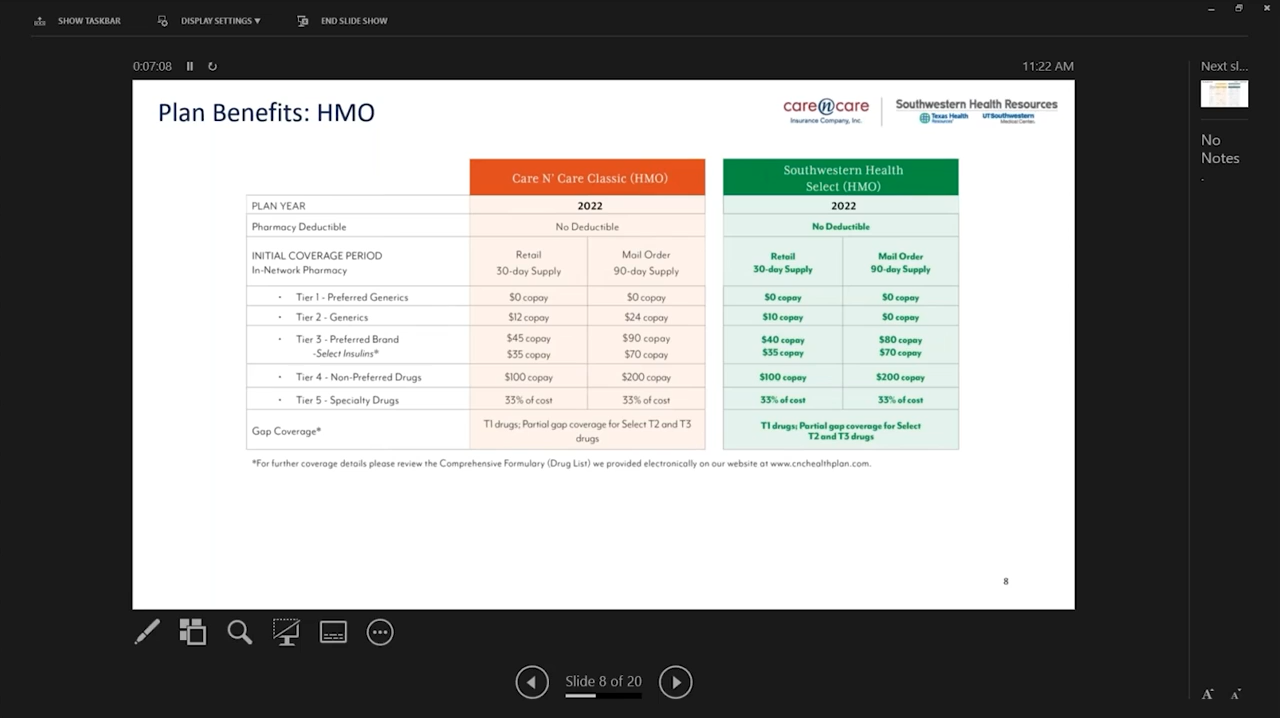 SHOW TASKBAR
DISPLAY SETTINGS ▼
END SLIDE SHOW
0:07:08
11:22 AM
Next sl...
Plan Benefits: HMO
care n care
Insurance Company, Inc.
Southwestern Health Resources
Texas Health
Resources
UTSouthwestern
Medical Center
No
Notes
.
Care N' Care Classic (HMO)
Southwestern Health
Select (HMO)
PLAN YEAR 2022 2022
Pharmacy Deductible No Deductible No Deductible
INITIAL COVERAGE PERIOD Retail Mail Order Retail Mail Order
In-Network Pharmacy 30-day Supply 90-day Supply 30-day Supply 90-day Supply
• Tier 1 - Preferred Generics $0 copay $0 copay $0 copay $0 copay
• Tier 2 - Generics $12 copay $24 copay $10 copay $0 copay
• Tier 3 - Preferred Brand $45 copay $90 copay $40 copay $80 copay
-Select Insulins* $35 copay $70 copay $35 copay $70 copay
• Tier 4 - Non-Preferred Drugs $100 copay $200 copay $100 copay $200 copay
• Tier 5 - Specialty Drugs 33% of cost 33% of cost 33% of cost 33% of cost
Gap Coverage*
T1 drugs; Partial gap coverage for Select T2 and T3
drugs
T1 drugs; Partial gap coverage for Select
T2 and T3 drugs
*For further coverage details please review the Comprehensive Formulary (Drug List) we provided electronically on our website at www.cnchealthplan.com.
8
Slide 8 of 20
A A